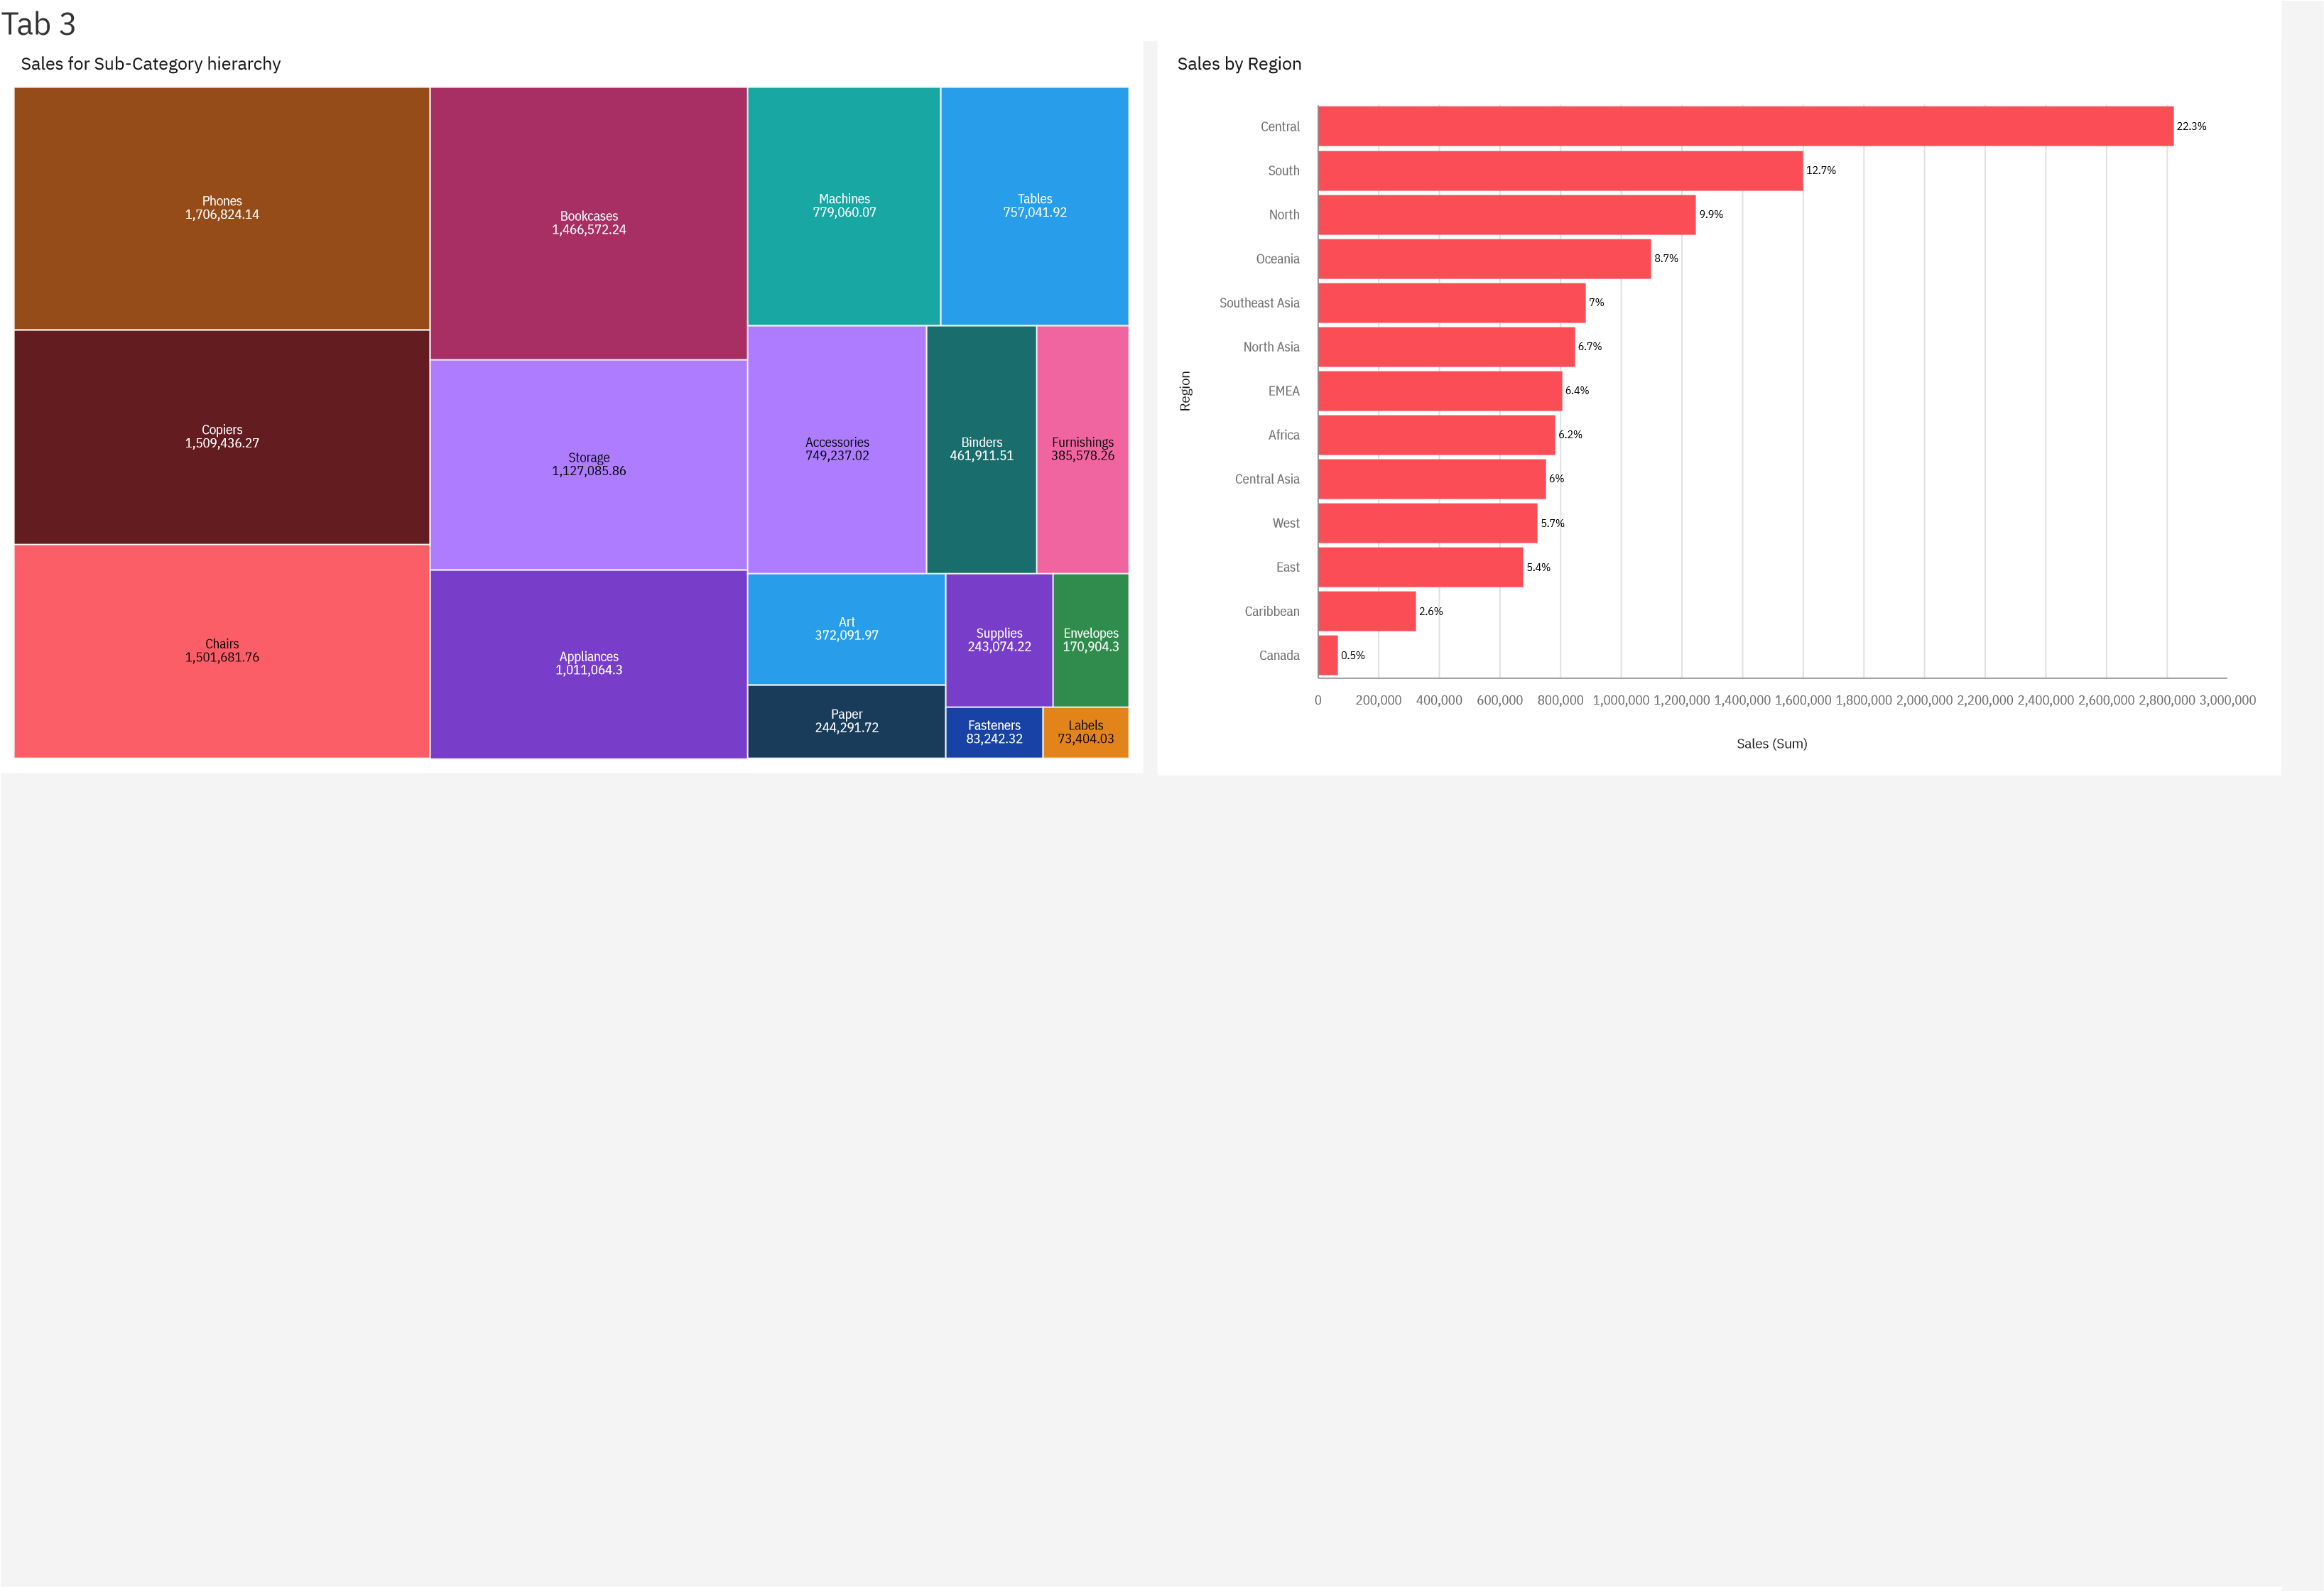 Tab 3
Sales for Sub-Category hierarchy
Phones
1,706,824.14
Copiers
1,509,436.27
Chairs
1,501,681.76
Bookcases
1,466,572.24
Storage
1,127,085.86
Appliances
1,011,064.3
Machines
779,060.07
Tables
757,041.92
Accessories
749,237.02
Binders
461,911.51
Furnishings
385,578.26
Art
372,091.97
Paper
244,291.72
Supplies
243,074.22
Envelopes
170,904.3
Fasteners
83,242.32
Labels
73,404.03
Sales by Region
Region
Central 22.3%
South 12.7%
North 9.9%
Oceania 8.7%
Southeast Asia 7%
North Asia 6.7%
EMEA 6.4%
Africa 6.2%
Central Asia 6%
West 5.7%
East 5.4%
Caribbean 2.6%
Canada 0.5%
0 200,000 400,000 600,000 800,000 1,000,000 1,200,000 1,400,000 1,600,000 1,800,000 2,000,000 2,200,000 2,400,000 2,600,000 2,800,000 3,000,000
Sales (Sum)